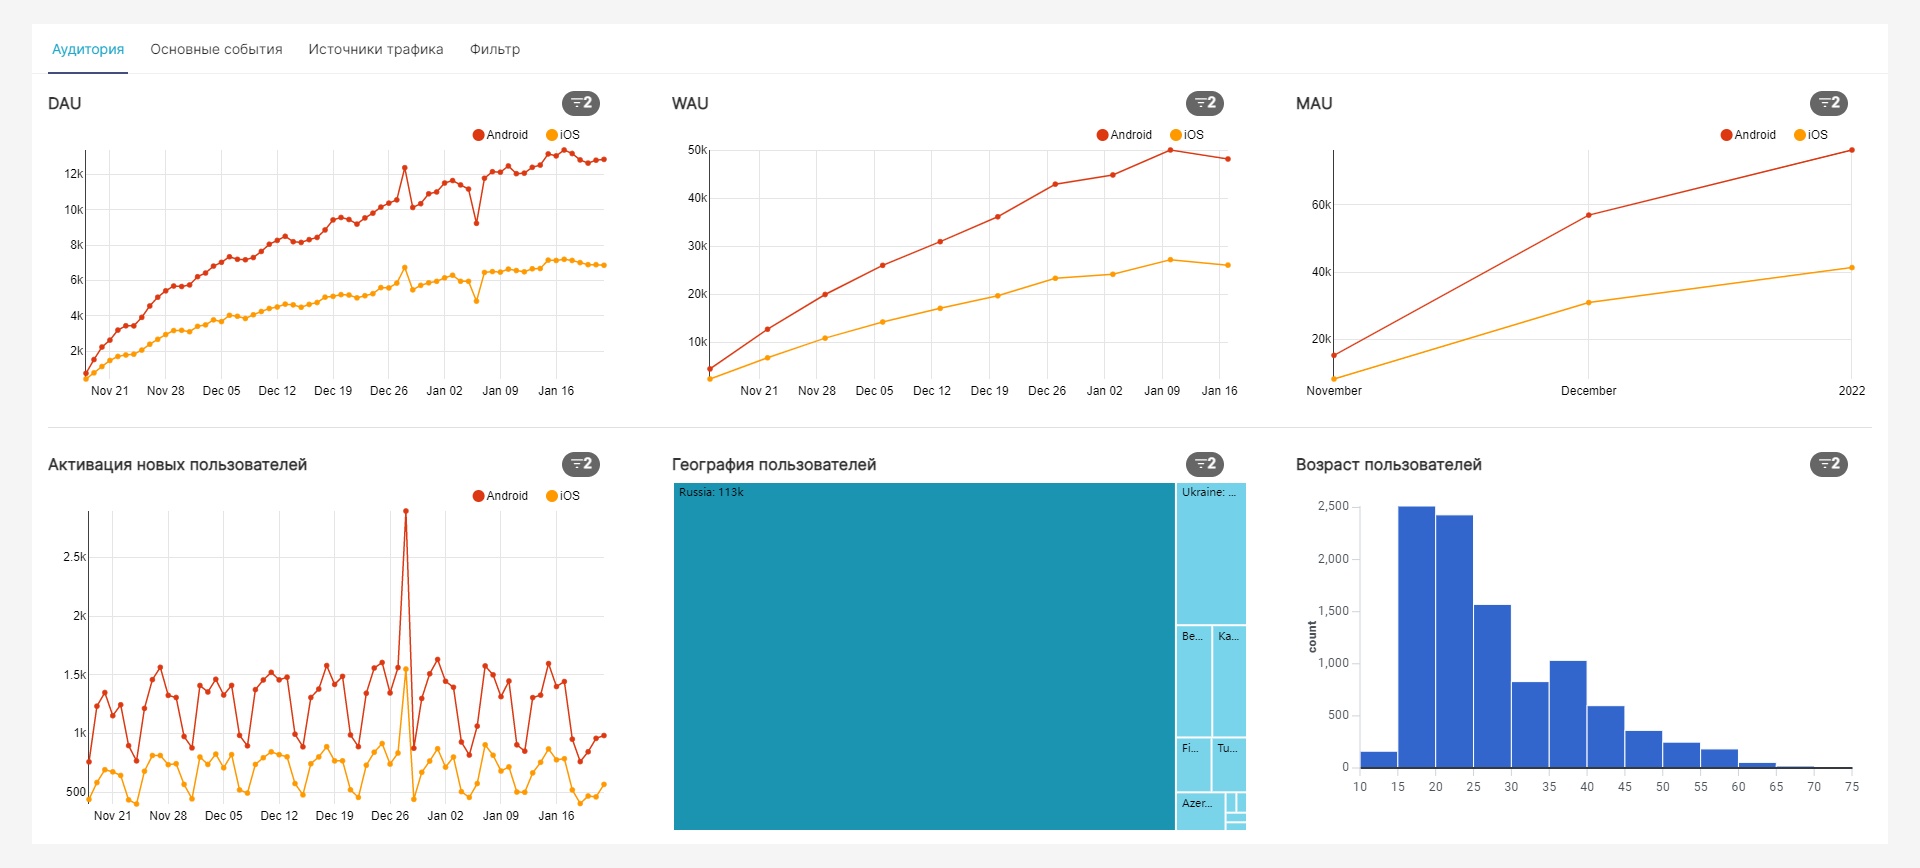 Аудитория Основные события Источники трафика Фильтр
DAU 2
Android iOS
12k
10k
8k
6k
4k
2k
Nov 21 Nov 28 Dec 05 Dec 12 Dec 19 Dec 26 Jan 02 Jan 09 Jan 16
WAU 2
Android iOS
50k
40k
30k
20k
10k
Nov 21 Nov 28 Dec 05 Dec 12 Dec 19 Dec 26 Jan 02 Jan 09 Jan 16
MAU 2
Android iOS
60k
40k
20k
November December 2022
Активация новых пользователей 2
Android iOS
2.5k
2k
1.5k
1k
500
Nov 21 Nov 28 Dec 05 Dec 12 Dec 19 Dec 26 Jan 02 Jan 09 Jan 16
География пользователей 2
Russia: 113k Ukraine: ...
Be... Ka...
Fi... Tu...
Azer...
Возраст пользователей 2
2,500
2,000
1,500
1,000
500
0
count
10 15 20 25 30 35 40 45 50 55 60 65 70 75